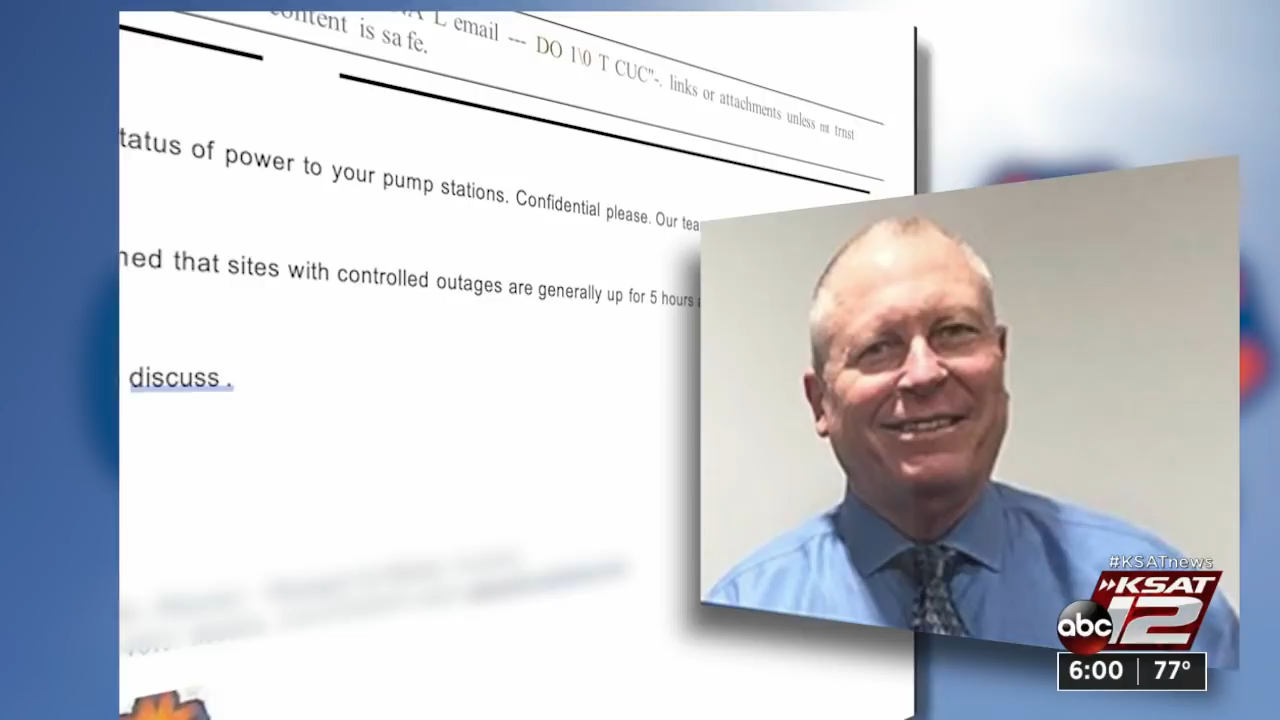 L email --- DO 1\0 T CUC"-. links or attachments unless mt trnst
content is sa fe.
tatus of power to your pump stations. Confidential please. Our tea
ned that sites with controlled outages are generally up for 5 hours
discuss .
#KSATnews
KSAT
abc 12
6:00 77°